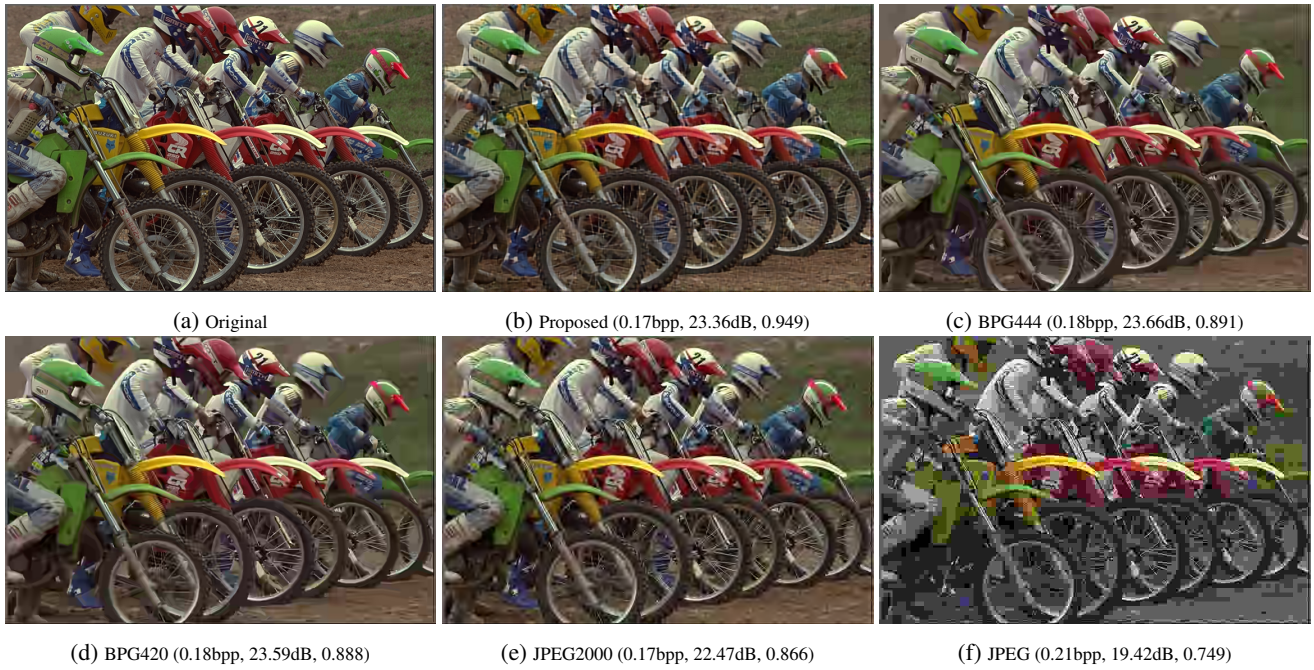 (a) Original
(b) Proposed (0.17bpp, 23.36dB, 0.949)
(c) BPG444 (0.18bpp, 23.66dB, 0.891)
(d) BPG420 (0.18bpp, 23.59dB, 0.888)
(e) JPEG2000 (0.17bpp, 22.47dB, 0.866)
(f) JPEG (0.21bpp, 19.42dB, 0.749)